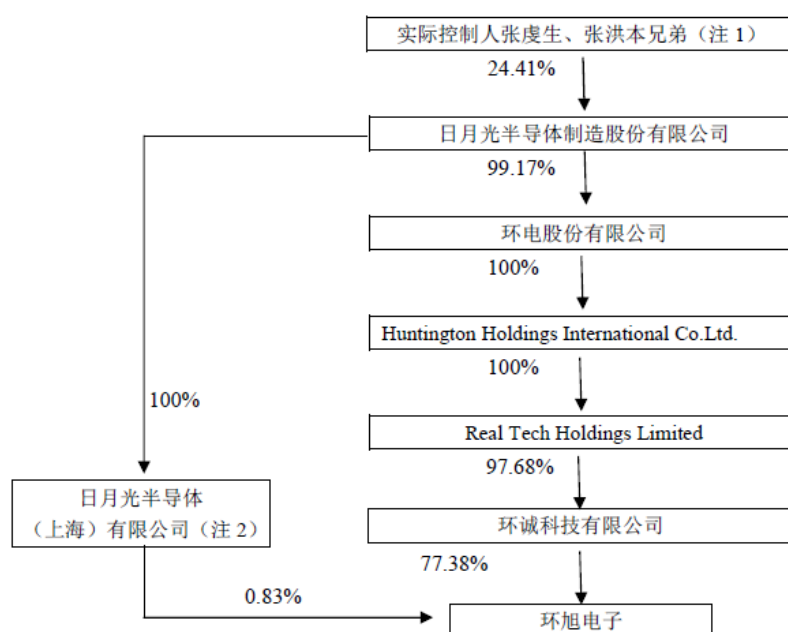 实际控制人张虔生、张洪本兄弟（注 1）
24.41%
日月光半导体制造股份有限公司
99.17%
环电股份有限公司
100%
Huntington Holdings International Co.Ltd.
100%
100%
Real Tech Holdings Limited
97.68%
日月光半导体
（上海）有限公司（注 2）
环诚科技有限公司
77.38%
0.83%
环旭电子